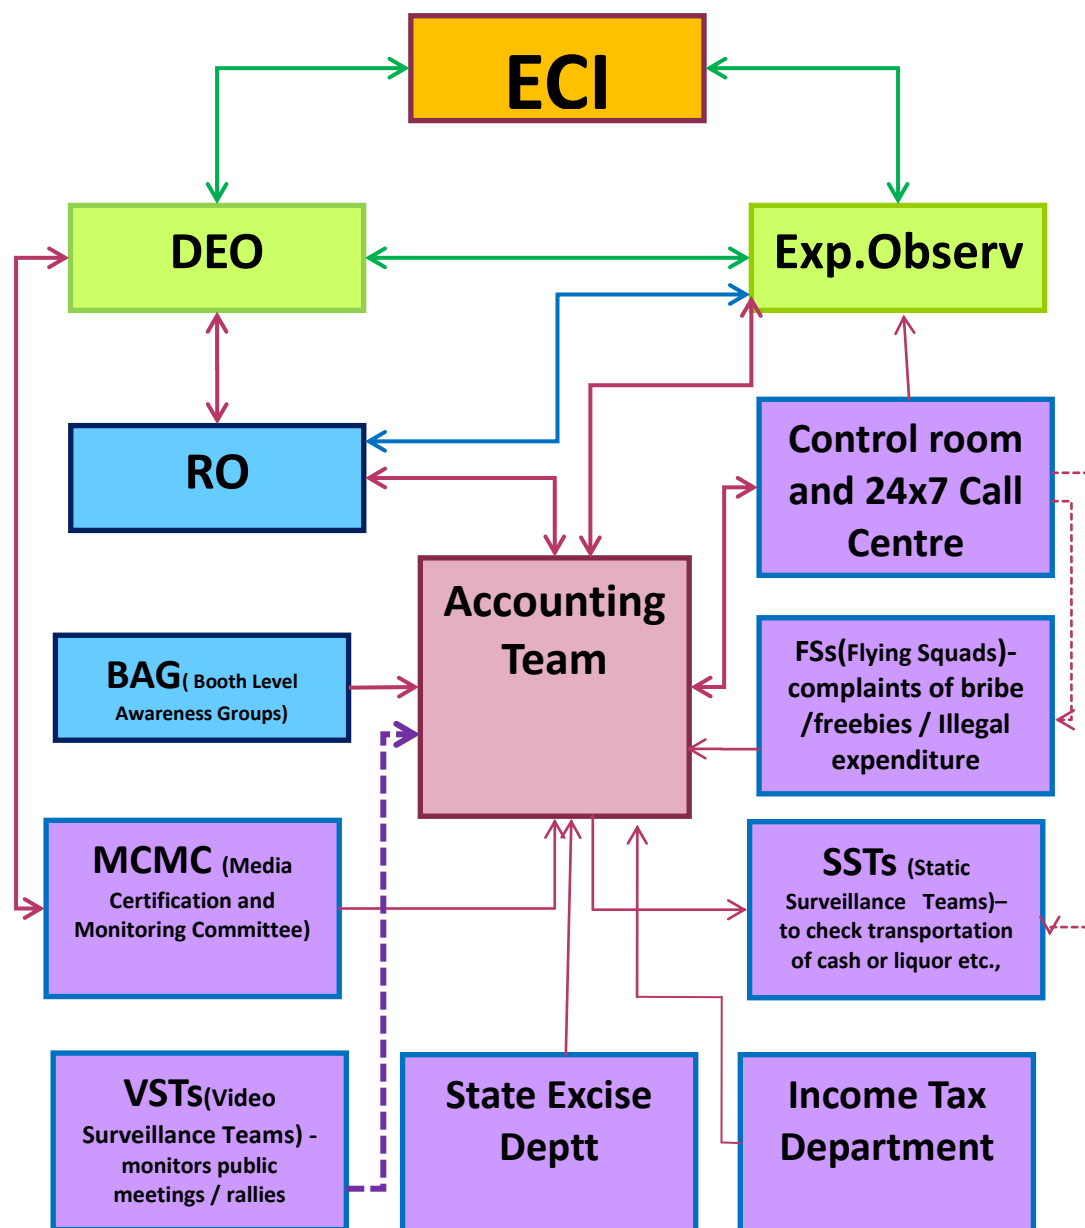 ECI
DEO
Exp.Observ
RO
Control room
and 24x7 Call
Centre
Accounting
Team
BAG( Booth Level
Awareness Groups)
FSs(Flying Squads)-
complaints of bribe
/freebies / Illegal
expenditure
MCMC (Media
Certification and
Monitoring Committee)
SSTs (Static
Surveillance Teams)–
to check transportation
of cash or liquor etc.,
VSTs(Video
Surveillance Teams) -
monitors public
meetings / rallies
State Excise
Deptt
Income Tax
Department